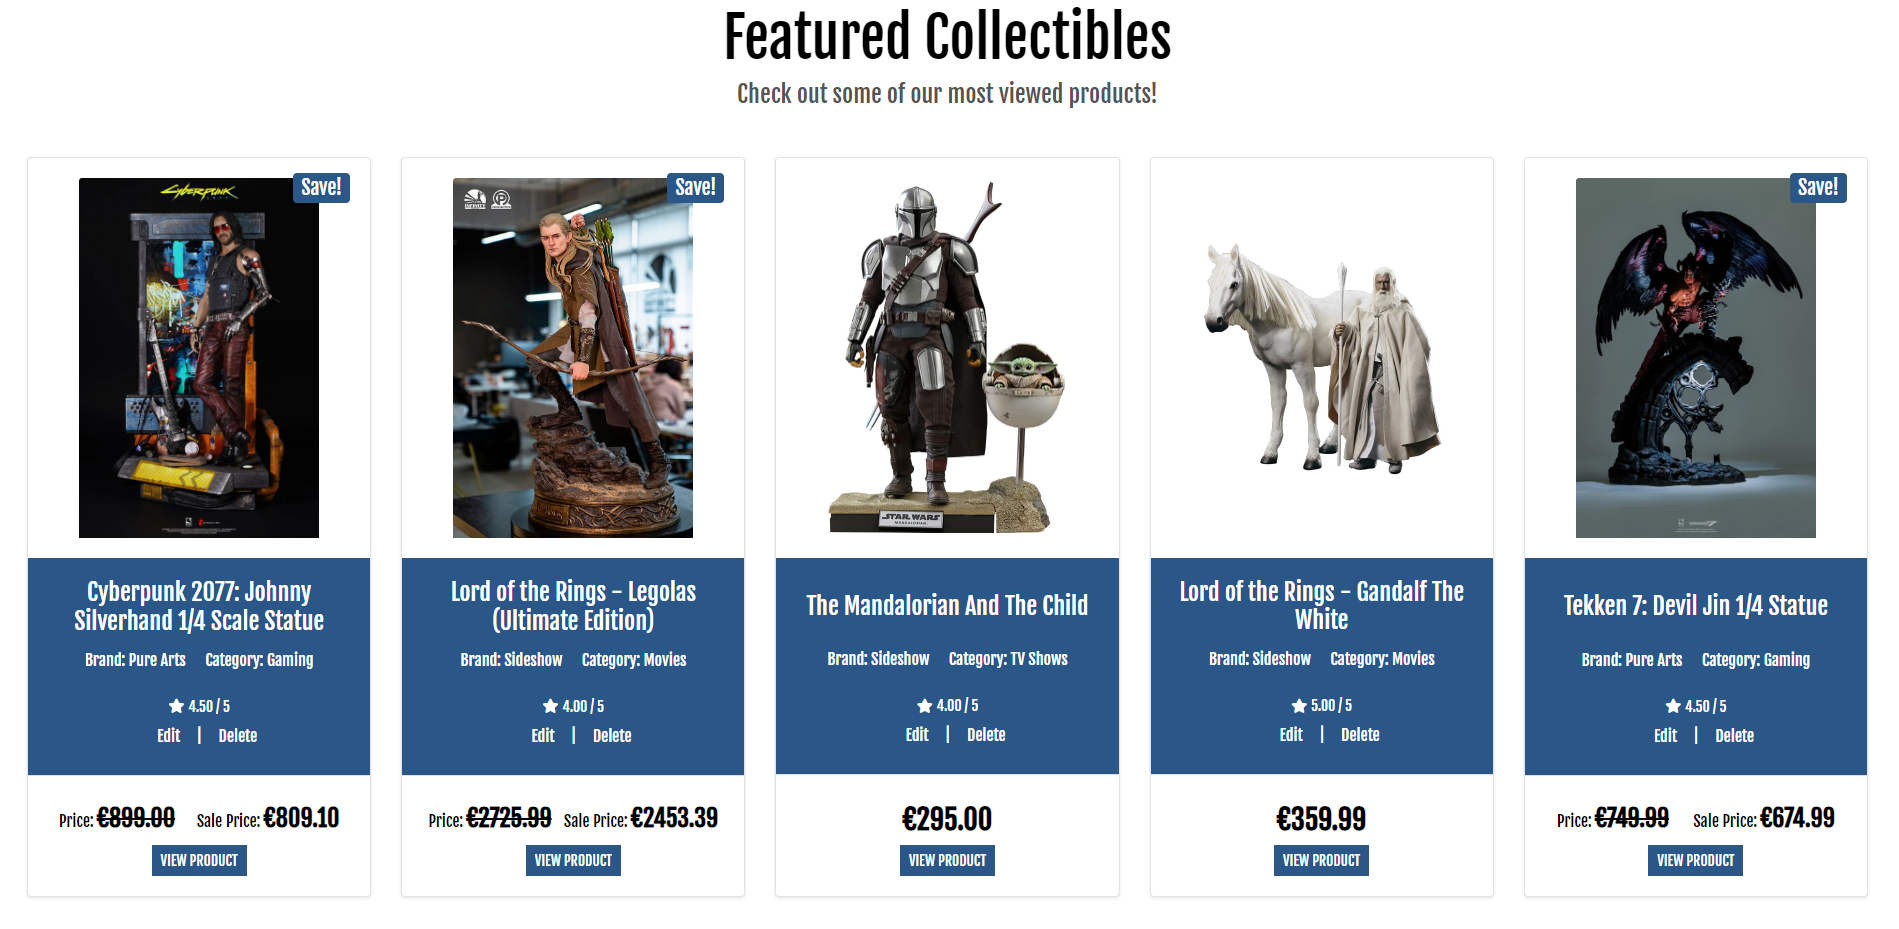 Featured Collectibles
Check out some of our most viewed products!
CYBERPUNK
Save!
Cyberpunk 2077: Johnny
Silverhand 1/4 Scale Statue
Brand: Pure Arts Category: Gaming
4.50 / 5
Edit | Delete
Price: €899.00 Sale Price: €809.10
VIEW PRODUCT
INFINITY
Save!
Lord of the Rings - Legolas
(Ultimate Edition)
Brand: Sideshow Category: Movies
4.00 / 5
Edit | Delete
Price: €2725.99 Sale Price: €2453.39
VIEW PRODUCT
STAR WARS
MANDALORIAN
The Mandalorian And The Child
Brand: Sideshow Category: TV Shows
4.00 / 5
Edit | Delete
€295.00
VIEW PRODUCT
Lord of the Rings - Gandalf The
White
Brand: Sideshow Category: Movies
5.00 / 5
Edit | Delete
€359.99
VIEW PRODUCT
Save!
Tekken 7: Devil Jin 1/4 Statue
Brand: Pure Arts Category: Gaming
4.50 / 5
Edit | Delete
Price: €749.99 Sale Price: €674.99
VIEW PRODUCT